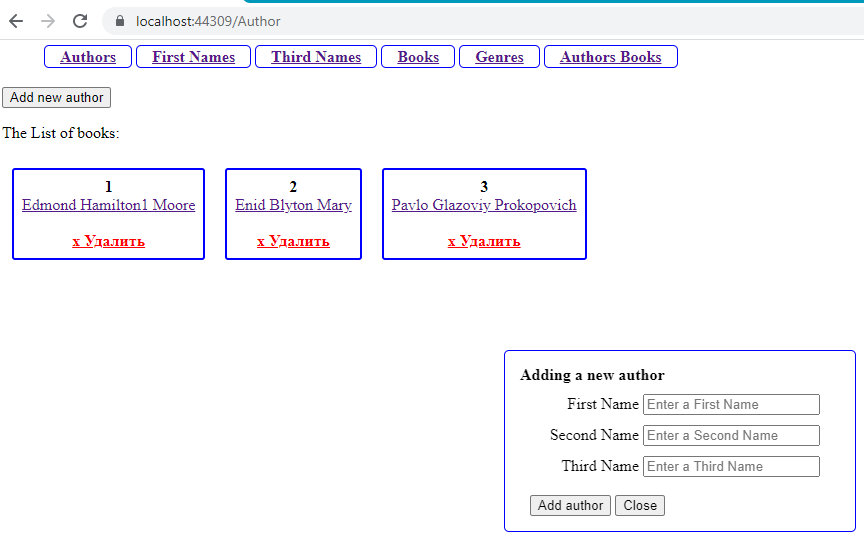 localhost:44309/Author
Authors First Names Third Names Books Genres Authors Books
Add new author
The List of books:
1
Edmond Hamilton1 Moore
x Удалить
2
Enid Blyton Mary
x Удалить
3
Pavlo Glazoviy Prokopovich
x Удалить
Adding a new author
First Name Enter a First Name
Second Name Enter a Second Name
Third Name Enter a Third Name
Add author Close